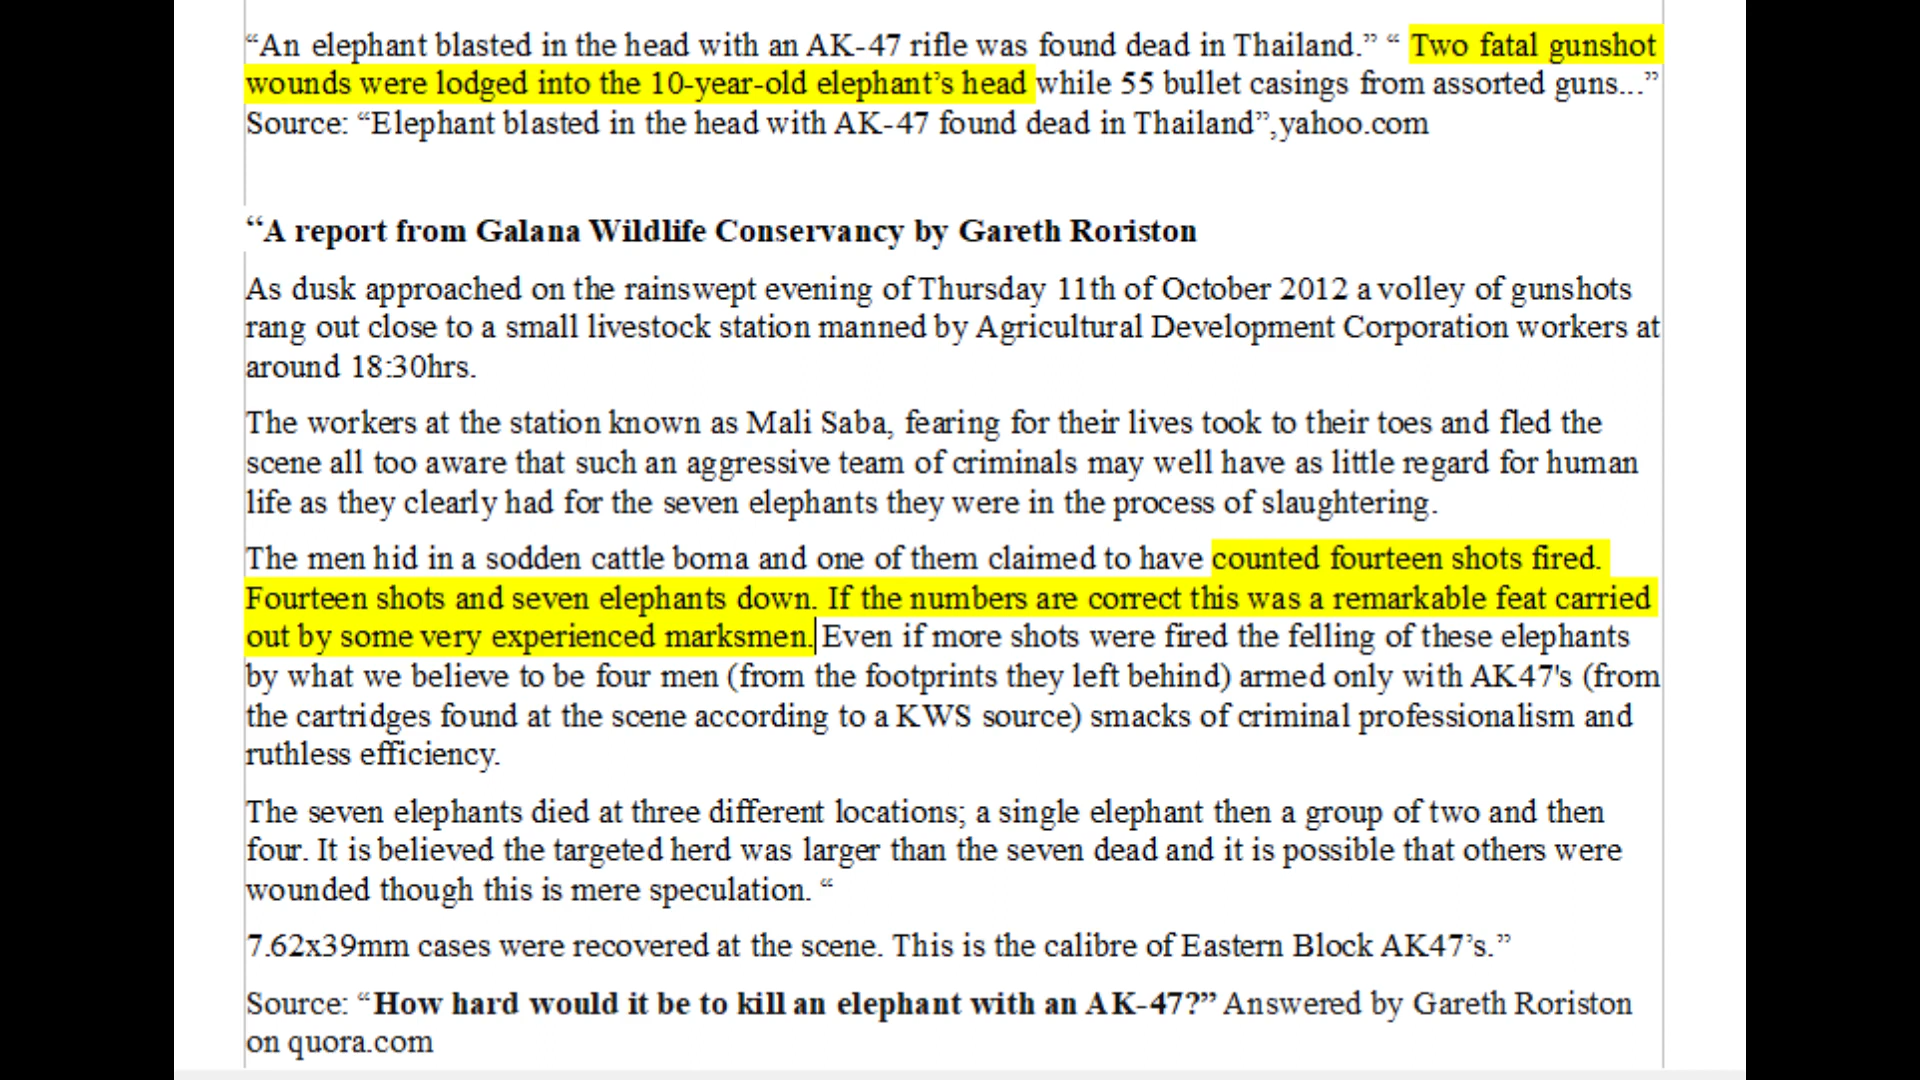 “An elephant blasted in the head with an AK-47 rifle was found dead in Thailand.” “ Two fatal gunshot
wounds were lodged into the 10-year-old elephant’s head while 55 bullet casings from assorted guns...”
Source: “Elephant blasted in the head with AK-47 found dead in Thailand”,yahoo.com
“A report from Galana Wildlife Conservancy by Gareth Roriston
As dusk approached on the rainswept evening of Thursday 11th of October 2012 a volley of gunshots
rang out close to a small livestock station manned by Agricultural Development Corporation workers at
around 18:30hrs.
The workers at the station known as Mali Saba, fearing for their lives took to their toes and fled the
scene all too aware that such an aggressive team of criminals may well have as little regard for human
life as they clearly had for the seven elephants they were in the process of slaughtering.
The men hid in a sodden cattle boma and one of them claimed to have counted fourteen shots fired.
Fourteen shots and seven elephants down. If the numbers are correct this was a remarkable feat carried
out by some very experienced marksmen. Even if more shots were fired the felling of these elephants
by what we believe to be four men (from the footprints they left behind) armed only with AK47's (from
the cartridges found at the scene according to a KWS source) smacks of criminal professionalism and
ruthless efficiency.
The seven elephants died at three different locations; a single elephant then a group of two and then
four. It is believed the targeted herd was larger than the seven dead and it is possible that others were
wounded though this is mere speculation. “
7.62x39mm cases were recovered at the scene. This is the calibre of Eastern Block AK47’s.”
Source: “How hard would it be to kill an elephant with an AK-47?” Answered by Gareth Roriston
on quora.com